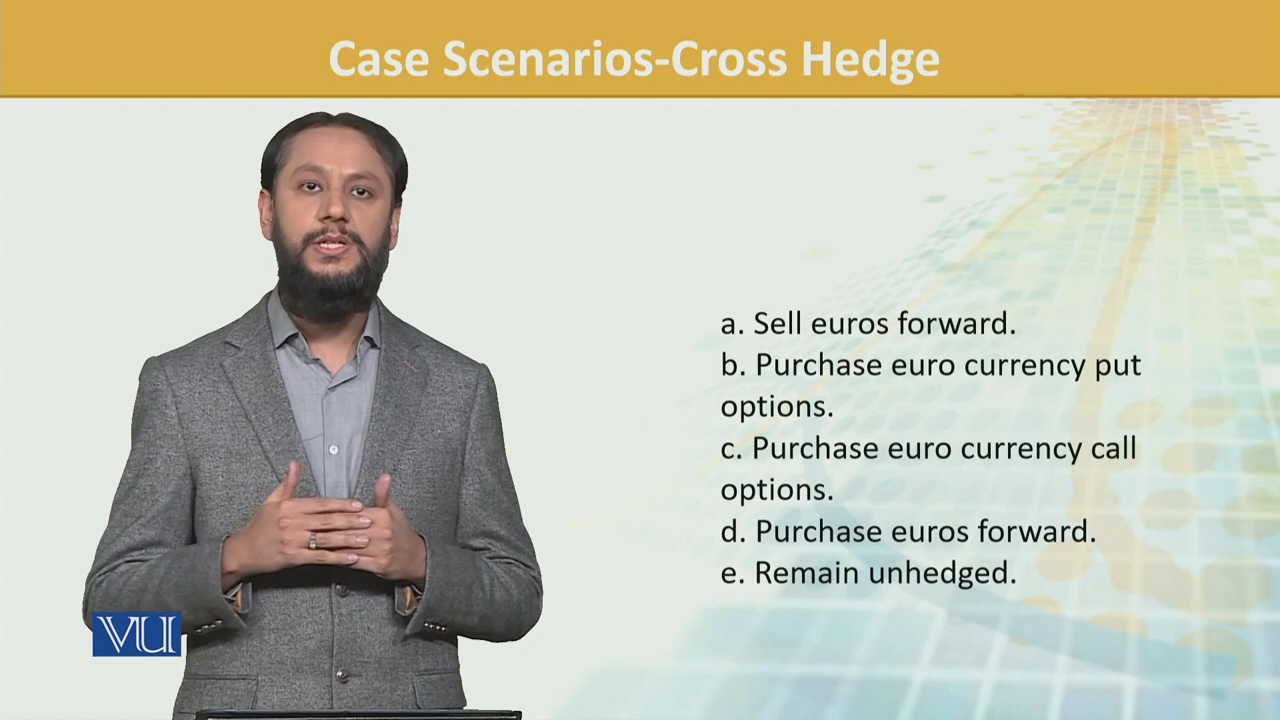 Case Scenarios-Cross Hedge
a. Sell euros forward.
b. Purchase euro currency put
options.
c. Purchase euro currency call
options.
d. Purchase euros forward.
e. Remain unhedged.
VU